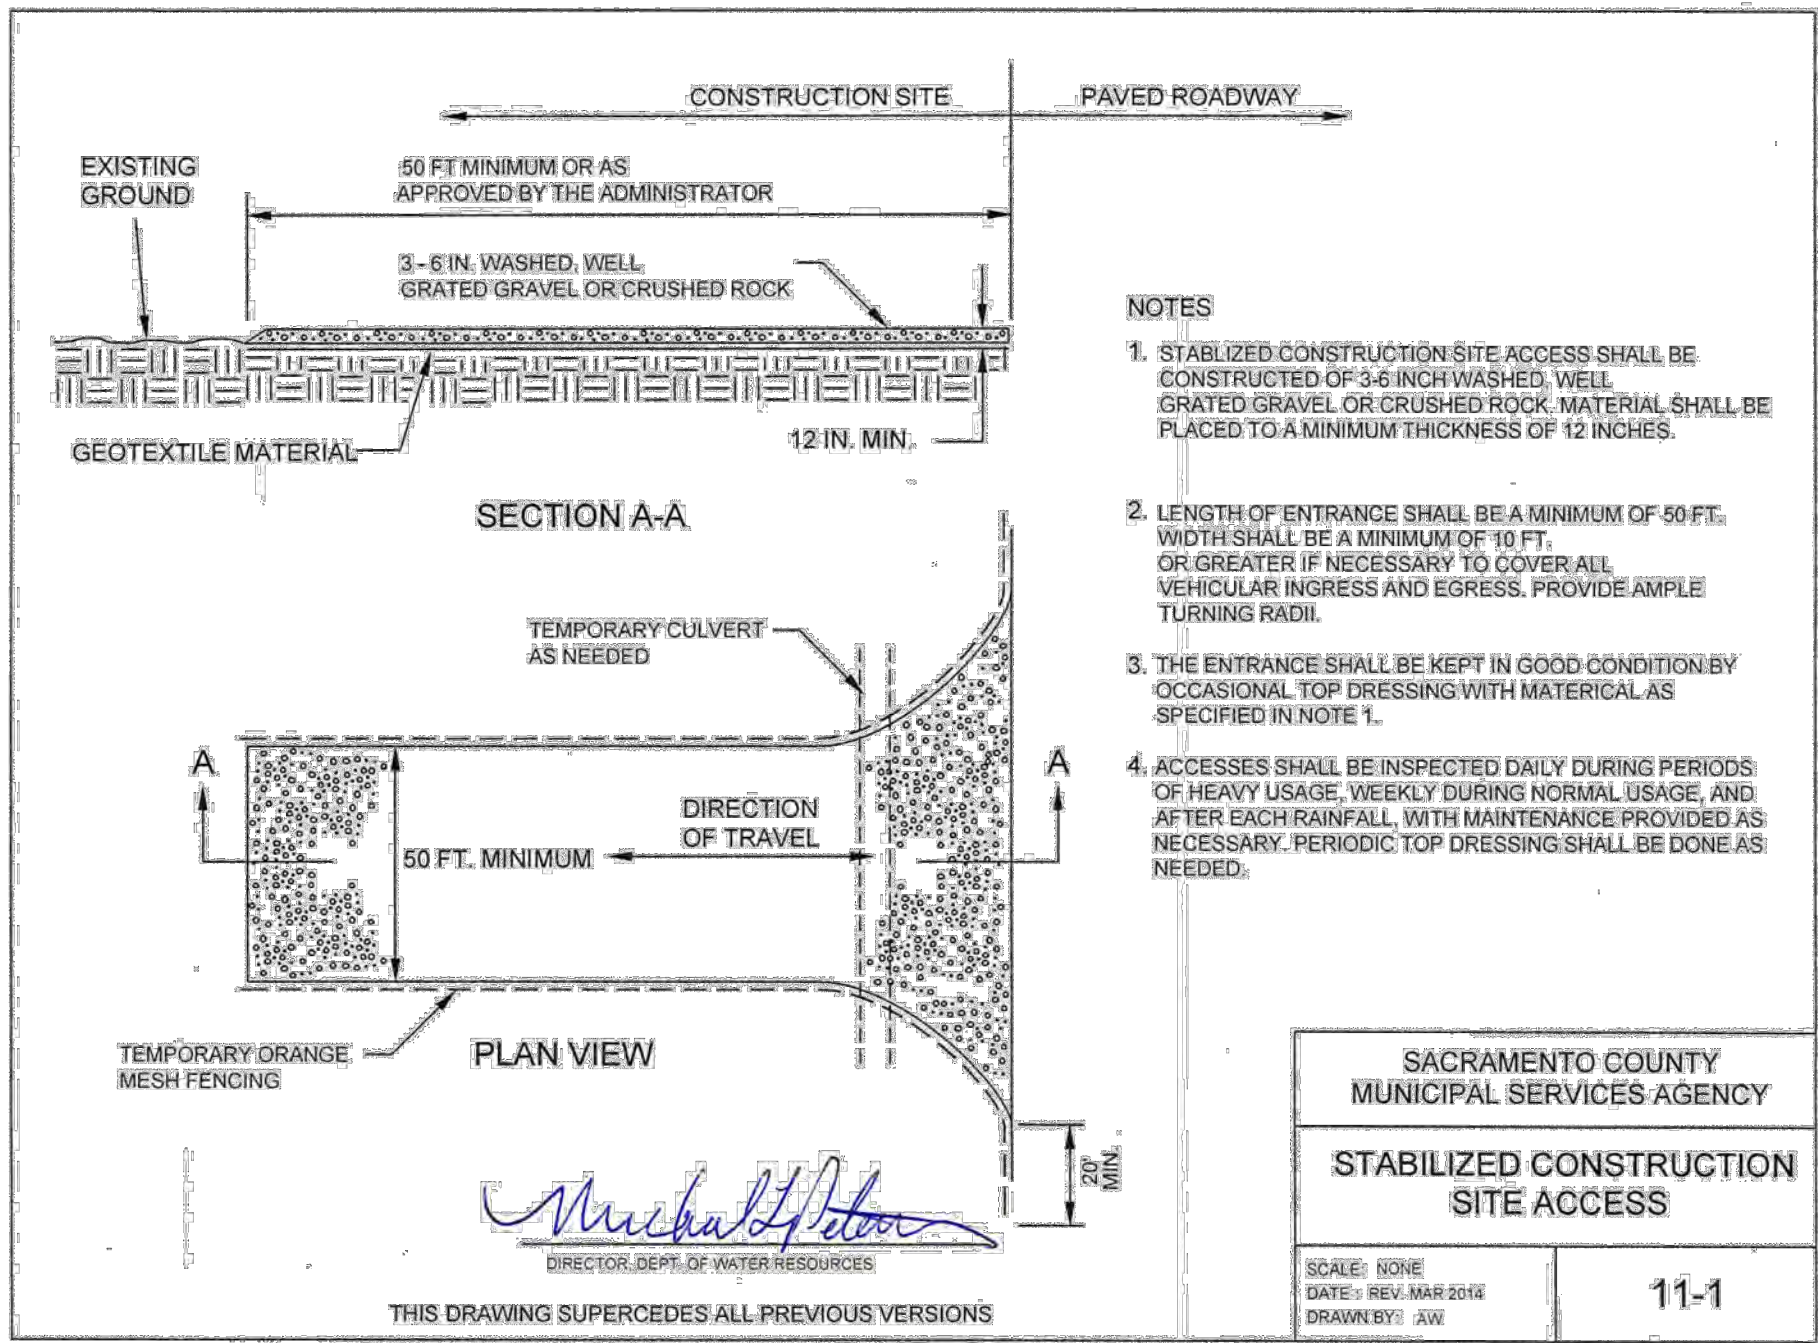 CONSTRUCTION SITE
PAVED ROADWAY
EXISTING
GROUND
50 FT MINIMUM OR AS
APPROVED BY THE ADMINISTRATOR
3 - 6 IN. WASHED, WELL
GRATED GRAVEL OR CRUSHED ROCK
GEOTEXTILE MATERIAL
12 IN. MIN.
SECTION A-A
TEMPORARY CULVERT
AS NEEDED
A
A
DIRECTION
OF TRAVEL
50 FT. MINIMUM
TEMPORARY ORANGE
MESH FENCING
PLAN VIEW
20'
MIN.
DIRECTOR, DEPT. OF WATER RESOURCES
THIS DRAWING SUPERCEDES ALL PREVIOUS VERSIONS
NOTES
1. STABLIZED CONSTRUCTION SITE ACCESS SHALL BE
CONSTRUCTED OF 3-6 INCH WASHED, WELL
GRATED GRAVEL OR CRUSHED ROCK. MATERIAL SHALL BE
PLACED TO A MINIMUM THICKNESS OF 12 INCHES.
2. LENGTH OF ENTRANCE SHALL BE A MINIMUM OF 50 FT.
WIDTH SHALL BE A MINIMUM OF 10 FT.
OR GREATER IF NECESSARY TO COVER ALL
VEHICULAR INGRESS AND EGRESS. PROVIDE AMPLE
TURNING RADII.
3. THE ENTRANCE SHALL BE KEPT IN GOOD CONDITION BY
OCCASIONAL TOP DRESSING WITH MATERICAL AS
SPECIFIED IN NOTE 1.
4. ACCESSES SHALL BE INSPECTED DAILY DURING PERIODS
OF HEAVY USAGE, WEEKLY DURING NORMAL USAGE, AND
AFTER EACH RAINFALL, WITH MAINTENANCE PROVIDED AS
NECESSARY. PERIODIC TOP DRESSING SHALL BE DONE AS
NEEDED.
SACRAMENTO COUNTY
MUNICIPAL SERVICES AGENCY
STABILIZED CONSTRUCTION
SITE ACCESS
SCALE: NONE
DATE: REV. MAR 2014
DRAWN BY: AW
11-1